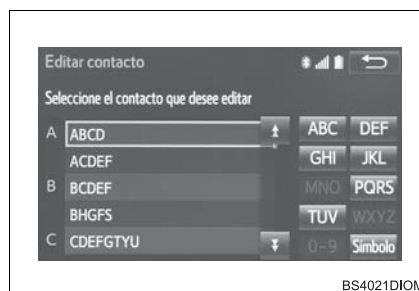 Editar contacto
Seleccione el contacto que desee editar
A ABCD ABC DEF
ACDEF GHI JKL
B BCDEF MNO PQRS
BHGFS TUV WXYZ
C CDEFGTYU 0-9 Símbolo
BS4021DIOM